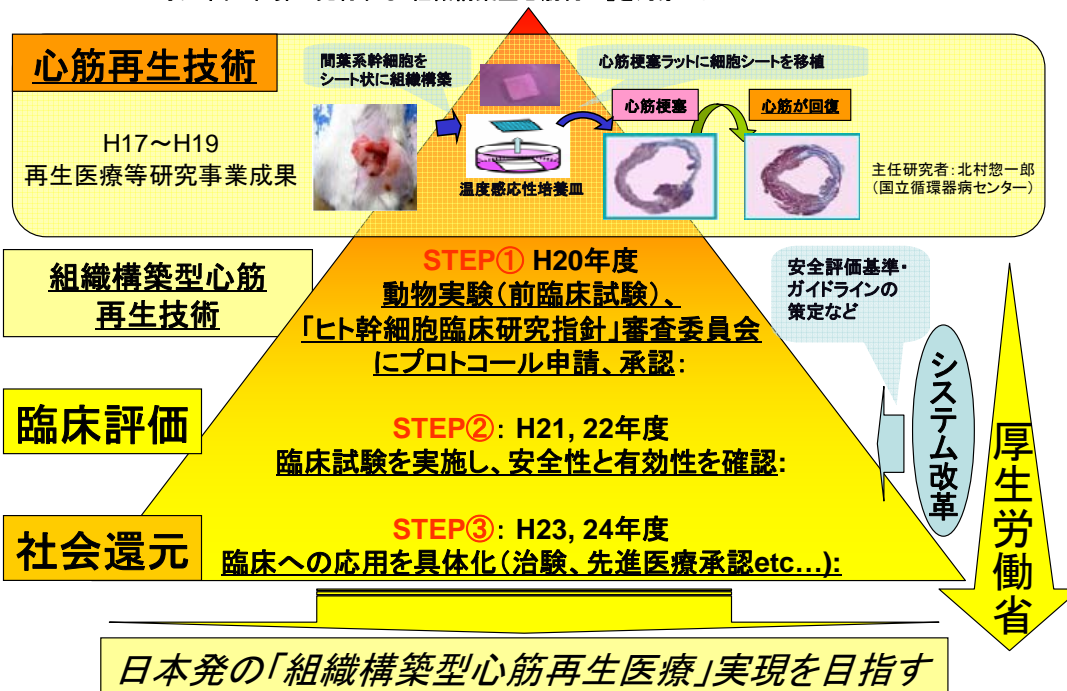 心筋再生技術
H17～H19
再生医療等研究事業成果
間葉系幹細胞を
シート状に組織構築
心筋梗塞ラットに細胞シートを移植
温度感応性培養皿
心筋梗塞
心筋が回復
主任研究者：北村惣一郎
（国立循環器病センター）
組織構築型心筋
再生技術
STEP① H20年度
動物実験（前臨床試験）、
「ヒト幹細胞臨床研究指針」審査委員会
にプロトコール申請、承認：
安全評価基準・
ガイドラインの
策定など
システム改革
厚生労働省
臨床評価
STEP②： H21, 22年度
臨床試験を実施し、安全性と有効性を確認:
社会還元
STEP③： H23, 24年度
臨床への応用を具体化（治験、先進医療承認etc…）:
日本発の「組織構築型心筋再生医療」実現を目指す